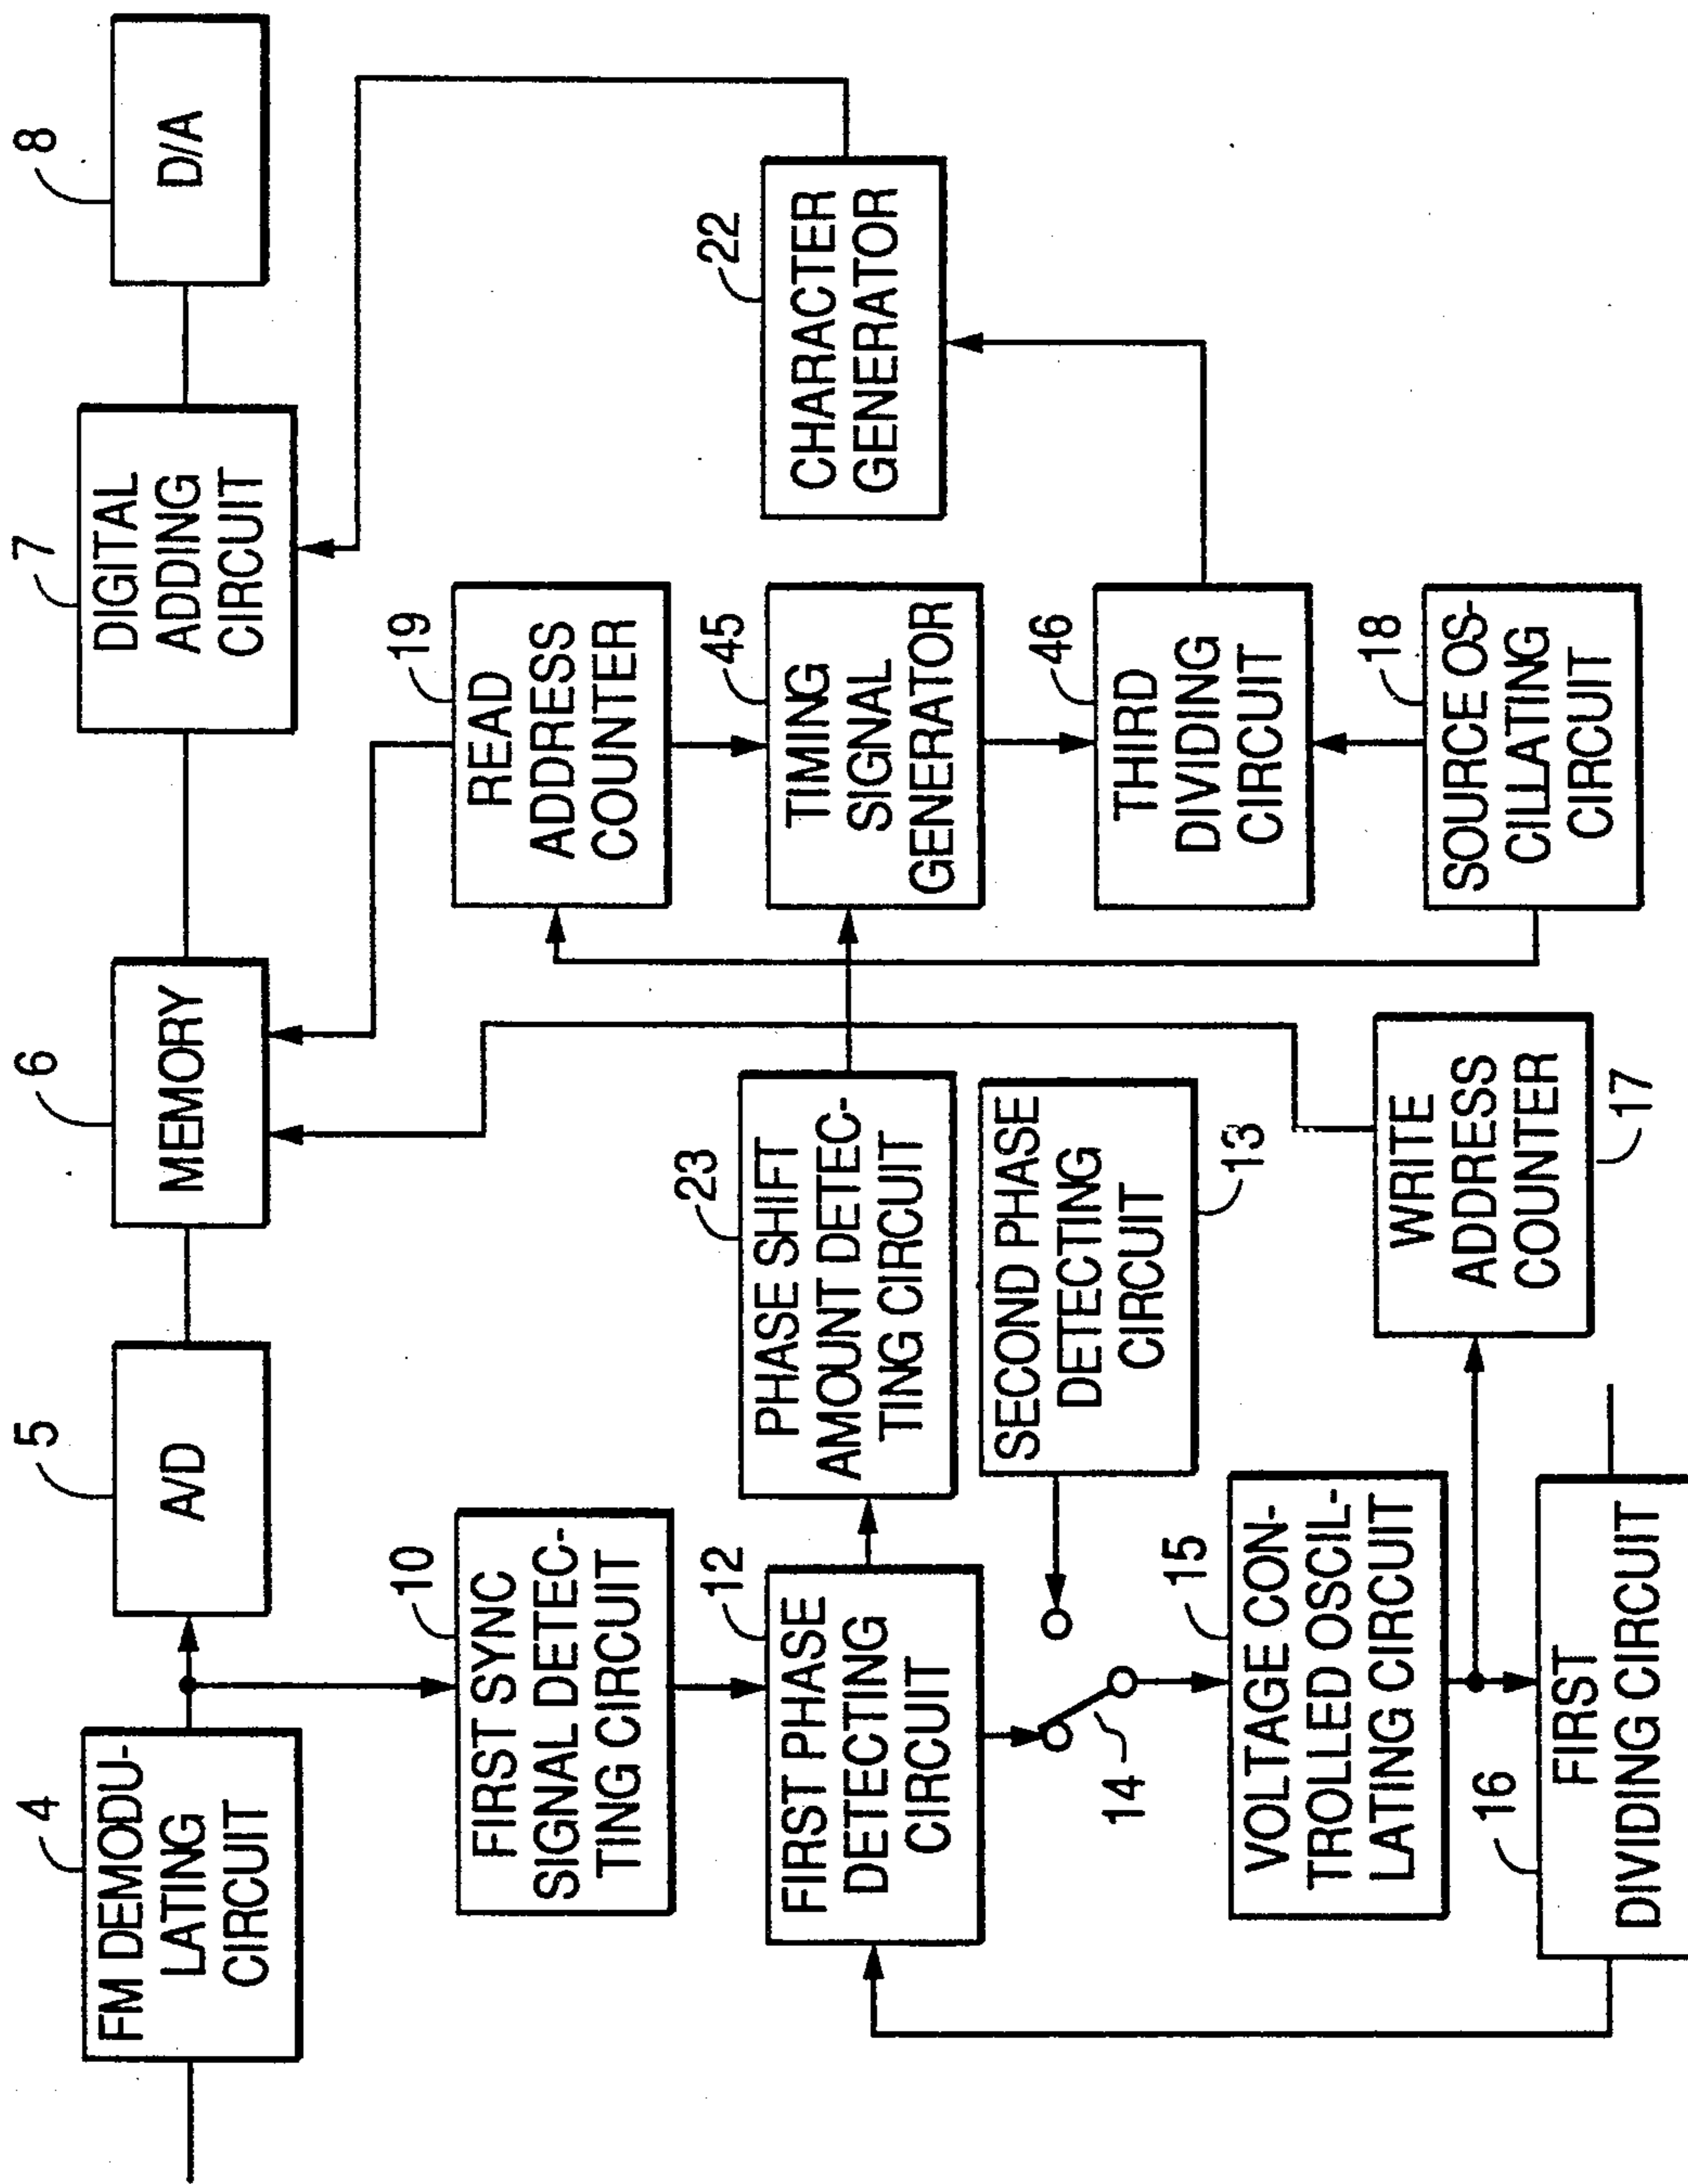 4
FM DEMODU-
LATING
CIRCUIT
5
A/D
6
MEMORY
7
DIGITAL
ADDING
CIRCUIT
8
D/A
10
FIRST SYNC
SIGNAL DETEC-
TING CIRCUIT
19
READ
ADDRESS
COUNTER
12
FIRST PHASE
DETECTING
CIRCUIT
23
PHASE SHIFT
AMOUNT DETEC-
TING CIRCUIT
45
TIMING
SIGNAL
GENERATOR
22
CHARACTER
GENERATOR
14
SECOND PHASE
DETECTING
CIRCUIT
13
46
THIRD
DIVIDING
CIRCUIT
15
VOLTAGE CON-
TROLLED OSCIL-
LATING CIRCUIT
WRITE
ADDRESS
COUNTER
17
18
SOURCE OS-
CILLATING
CIRCUIT
16
FIRST
DIVIDING CIRCUIT